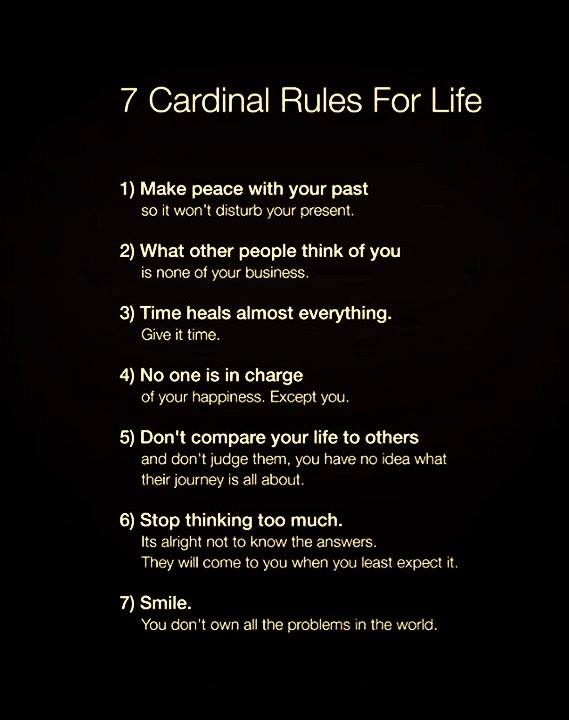 7 Cardinal Rules For Life
1) Make peace with your past
so it won't disturb your present.
2) What other people think of you
is none of your business.
3) Time heals almost everything.
Give it time.
4) No one is in charge
of your happiness. Except you.
5) Don't compare your life to others
and don't judge them, you have no idea what
their journey is all about.
6) Stop thinking too much.
Its alright not to know the answers.
They will come to you when you least expect it.
7) Smile.
You don't own all the problems in the world.